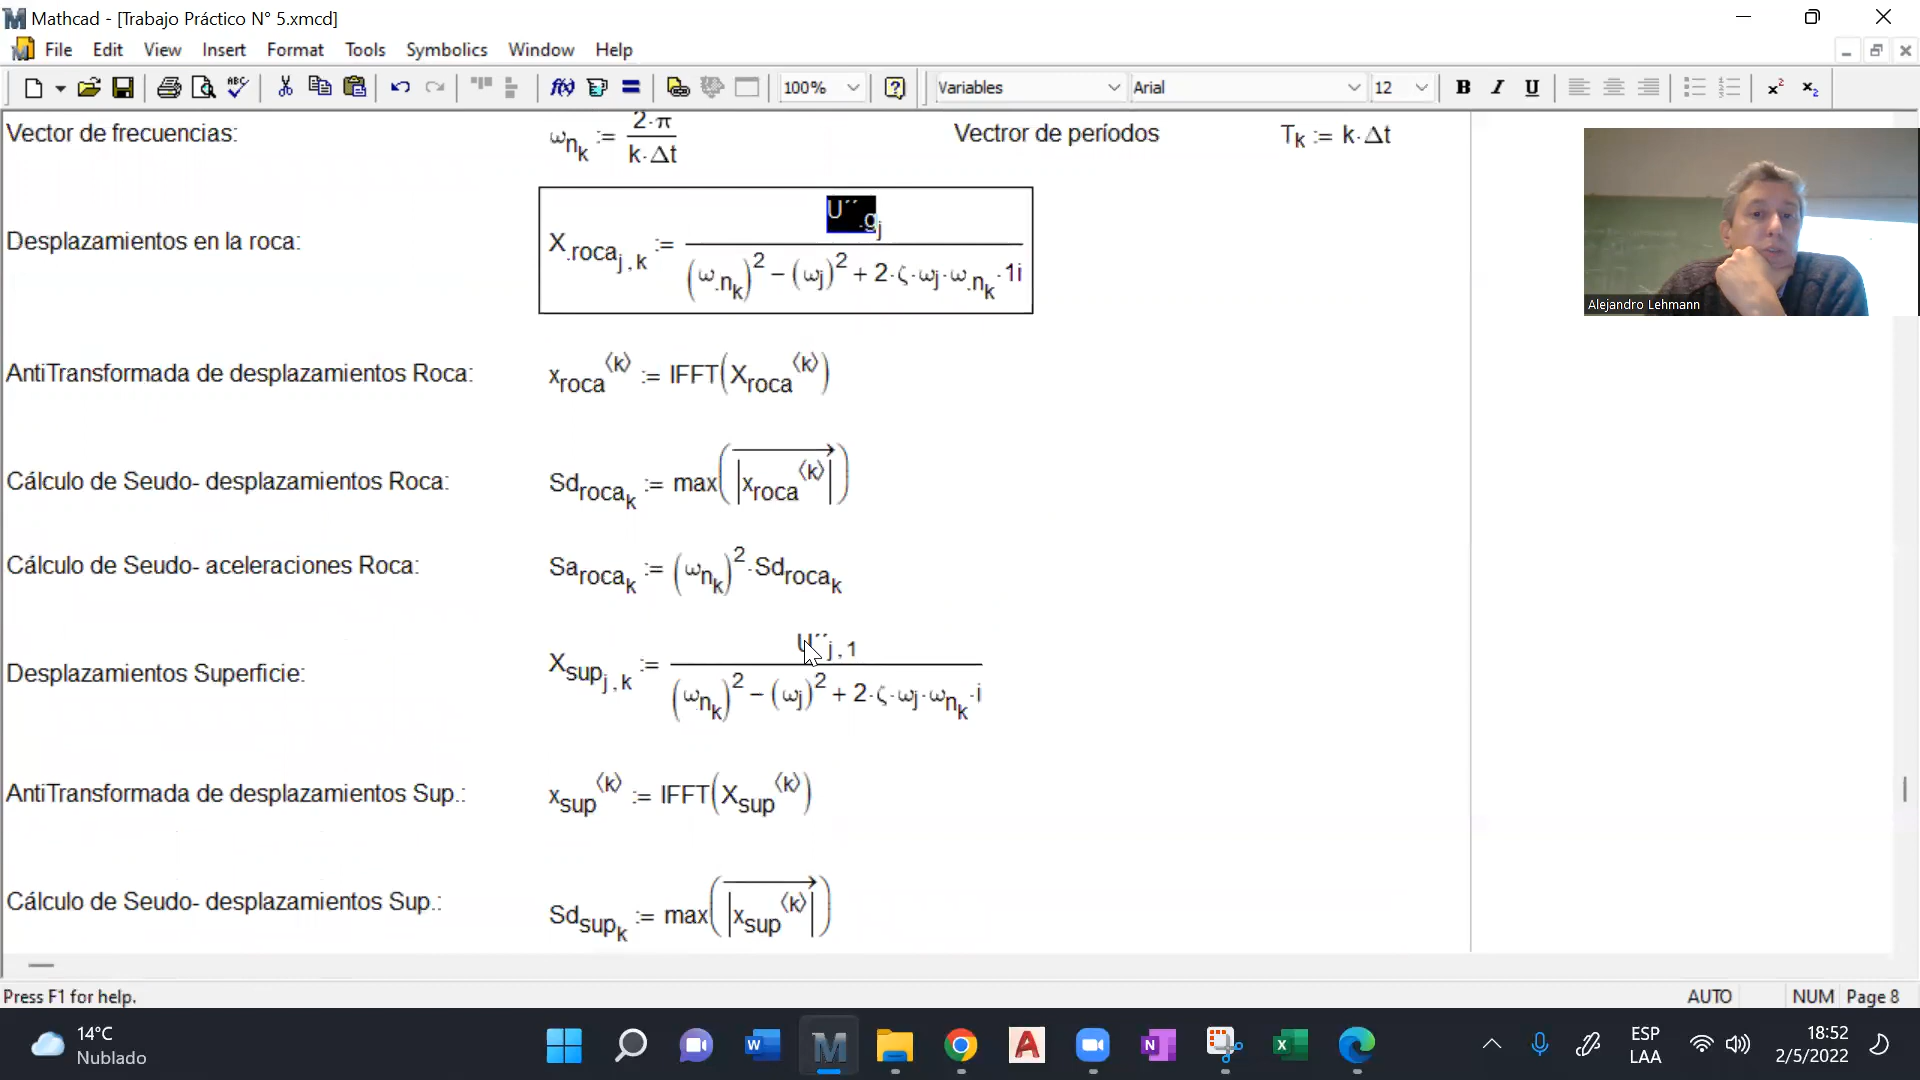 Mathcad - [Trabajo Práctico N° 5.xmcd]
File Edit View Insert Format Tools Symbolics Window Help
100% Variables Arial 12 B I U x² x₂
Vector de frecuencias: ωn_k := 2·π / k·Δt Vectror de períodos T_k := k·Δt
Desplazamientos en la roca: X.roca_j,k := U´´.g_j / (ω.n_k)² − (ω_j)² + 2·ζ·ω_j·ω.n_k·1i
Alejandro Lehmann
AntiTransformada de desplazamientos Roca: x_roca^⟨k⟩ := IFFT(X_roca^⟨k⟩)
Cálculo de Seudo- desplazamientos Roca: Sd_roca_k := max(|x_roca^⟨k⟩|)
Cálculo de Seudo- aceleraciones Roca: Sa_roca_k := (ωn_k)²·Sd_roca_k
Desplazamientos Superficie: X_sup_j,k := U´´_j,1 / (ωn_k)² − (ω_j)² + 2·ζ·ω_j·ωn_k·i
AntiTransformada de desplazamientos Sup.: x_sup^⟨k⟩ := IFFT(X_sup^⟨k⟩)
Cálculo de Seudo- desplazamientos Sup.: Sd_sup_k := max(|x_sup^⟨k⟩|)
Press F1 for help. AUTO NUM Page 8
14°C
Nublado
ESP
LAA
18:52
2/5/2022